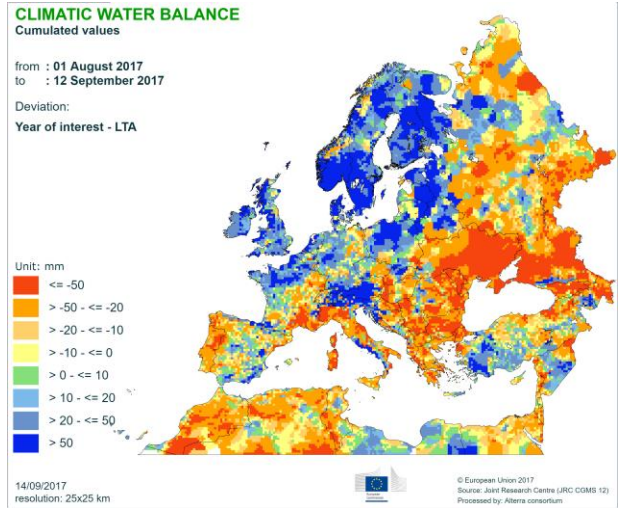 CLIMATIC WATER BALANCE
Cumulated values
from : 01 August 2017
to : 12 September 2017
Deviation:
Year of interest - LTA
Unit: mm
<= -50
> -50 - <= -20
> -20 - <= -10
> -10 - <= 0
> 0 - <= 10
> 10 - <= 20
> 20 - <= 50
> 50
14/09/2017
resolution: 25x25 km
© European Union 2017
Source: Joint Research Centre (JRC CGMS 12)
Processed by: Alterra consortium